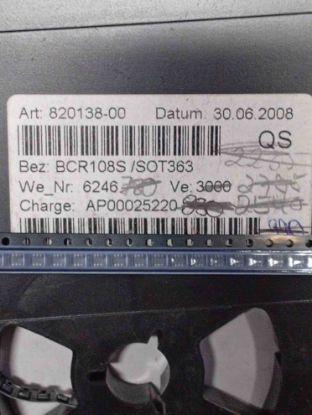 Art: 820138-00 Datum: 30.06.2008
QS
Bez: BCR108S /SOT363
We_Nr: 6246 Ve: 3000
Charge: AP00025220